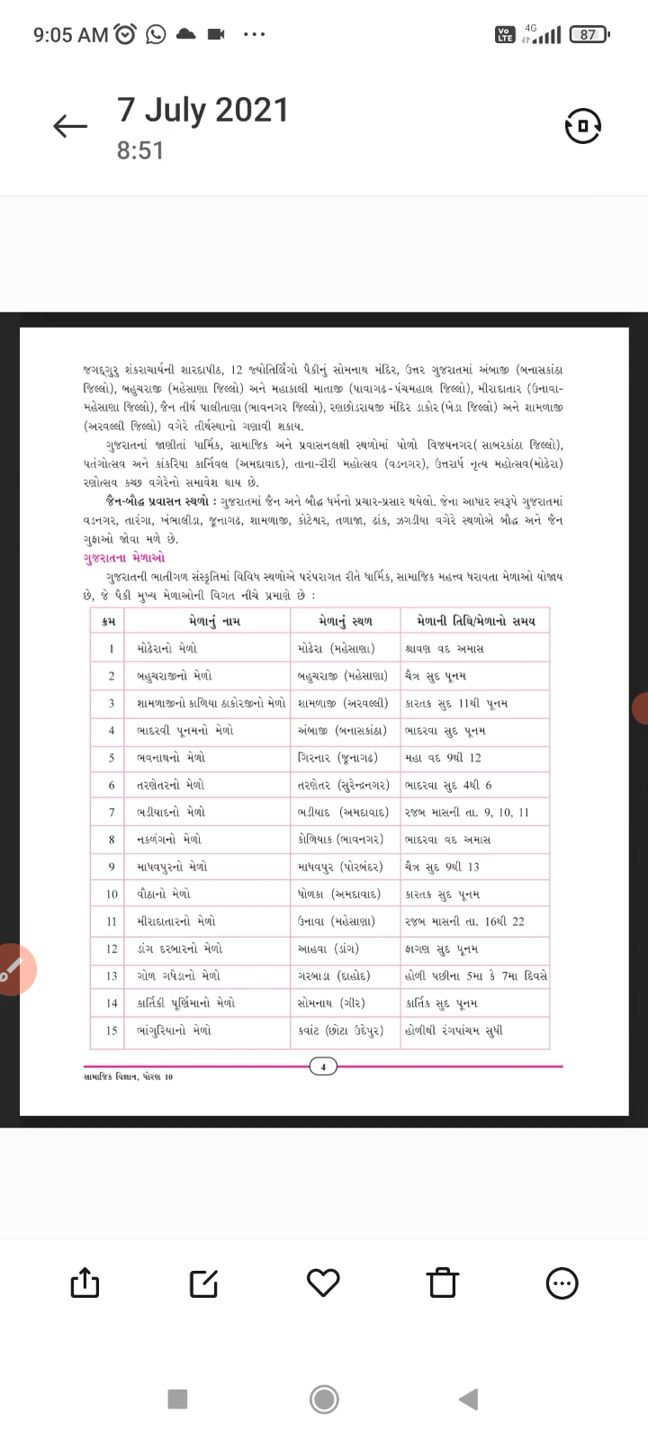 9:05 AM ...
Vo LTE 4G 87
7 July 2021
8:51
જગદ્ગુરુ શંકરાચાર્યની શારદાપીઠ, 12 જ્યોતિર્લિંગો પૈકીનું સોમનાથ મંદિર, ઉત્તર ગુજરાતમાં અંબાજી (બનાસકાંઠા
જિલ્લો), બહુચરાજી (મહેસાણા જિલ્લો) અને મહાકાલી માતાજી (પાવાગઢ-પંચમહાલ જિલ્લો), મીરાદાતાર (ઉનાવા-
મહેસાણા જિલ્લો), જૈન તીર્થ પાલીતાણા (ભાવનગર જિલ્લો), રણછોડરાયજી મંદિર ડાકોર (ખેડા જિલ્લો) અને શામળાજી
(અરવલ્લી જિલ્લો) વગેરે તીર્થસ્થાનો ગણાવી શકાય.
ગુજરાતનાં જાણીતાં ધાર્મિક, સામાજિક અને પ્રવાસનલક્ષી સ્થળોમાં પોળો વિજયનગર( સાબરકાંઠા જિલ્લો),
પતંગોત્સવ અને કાંકરિયા કાર્નિવલ (અમદાવાદ), તાના-રીરી મહોત્સવ (વડનગર), ઉત્તરાર્ધ નૃત્ય મહોત્સવ(મોઢેરા)
રણોત્સવ કચ્છ વગેરેનો સમાવેશ થાય છે.
જૈન-બૌદ્ધ પ્રવાસન સ્થળો : ગુજરાતમાં જૈન અને બૌદ્ધ ધર્મનો પ્રચાર-પ્રસાર થયેલો. જેના આધાર સ્વરૂપે ગુજરાતમાં
વડનગર, તારંગા, ખંભાલીડા, જૂનાગઢ, શામળાજી, કોટેશ્વર, તળાજા, ઢાંક, ઝગડીયા વગેરે સ્થળોએ બૌદ્ધ અને જૈન
ગુફાઓ જોવા મળે છે.
ગુજરાતના મેળાઓ
ગુજરાતની ભાતીગળ સંસ્કૃતિમાં વિવિધ સ્થળોએ પરંપરાગત રીતે ધાર્મિક, સામાજિક મહત્ત્વ ધરાવતા મેળાઓ યોજાય
છે, જે પૈકી મુખ્ય મેળાઓની વિગત નીચે પ્રમાણે છે :
ક્રમ મેળાનું નામ મેળાનું સ્થળ મેળાની તિથિ/મેળાનો સમય
1 મોઢેરાનો મેળો મોઢેરા (મહેસાણા) શ્રાવણ વદ અમાસ
2 બહુચરાજીનો મેળો બહુચરાજી (મહેસાણા) ચૈત્ર સુદ પૂનમ
3 શામળાજીનો કાળિયા ઠાકોરજીનો મેળો શામળાજી (અરવલ્લી) કારતક સુદ 11થી પૂનમ
4 ભાદરવી પૂનમનો મેળો અંબાજી (બનાસકાંઠા) ભાદરવા સુદ પૂનમ
5 ભવનાથનો મેળો ગિરનાર (જૂનાગઢ) મહા વદ 9થી 12
6 તરણેતરનો મેળો તરણેતર (સુરેન્દ્રનગર) ભાદરવા સુદ 4થી 6
7 ભડીયાદનો મેળો ભડીયાદ (અમદાવાદ) રજબ માસની તા. 9, 10, 11
8 નકળંગનો મેળો કોળિયાક (ભાવનગર) ભાદરવા વદ અમાસ
9 માધવપુરનો મેળો માધવપુર (પોરબંદર) ચૈત્ર સુદ 9થી 13
10 વૌઠાનો મેળો ધોળકા (અમદાવાદ) કારતક સુદ પૂનમ
11 મીરાદાતારનો મેળો ઉનાવા (મહેસાણા) રજબ માસની તા. 16થી 22
12 ડાંગ દરબારનો મેળો આહવા (ડાંગ) ફાગણ સુદ પૂનમ
13 ગોળ ગધેડાનો મેળો ગરબાડા (દાહોદ) હોળી પછીના 5મા કે 7મા દિવસે
14 કાર્તિકી પૂર્ણિમાનો મેળો સોમનાથ (ગીર) કાર્તિક સુદ પૂનમ
15 ભાંગુરિયાનો મેળો કવાંટ (છોટા ઉદેપુર) હોળીથી રંગપાંચમ સુધી
4
સામાજિક વિજ્ઞાન, ધોરણ 10